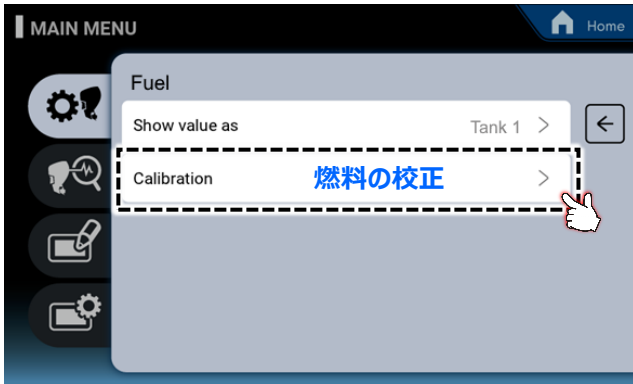 MAIN MENU
Home
Fuel
Show value as Tank 1
Calibration 燃料の校正